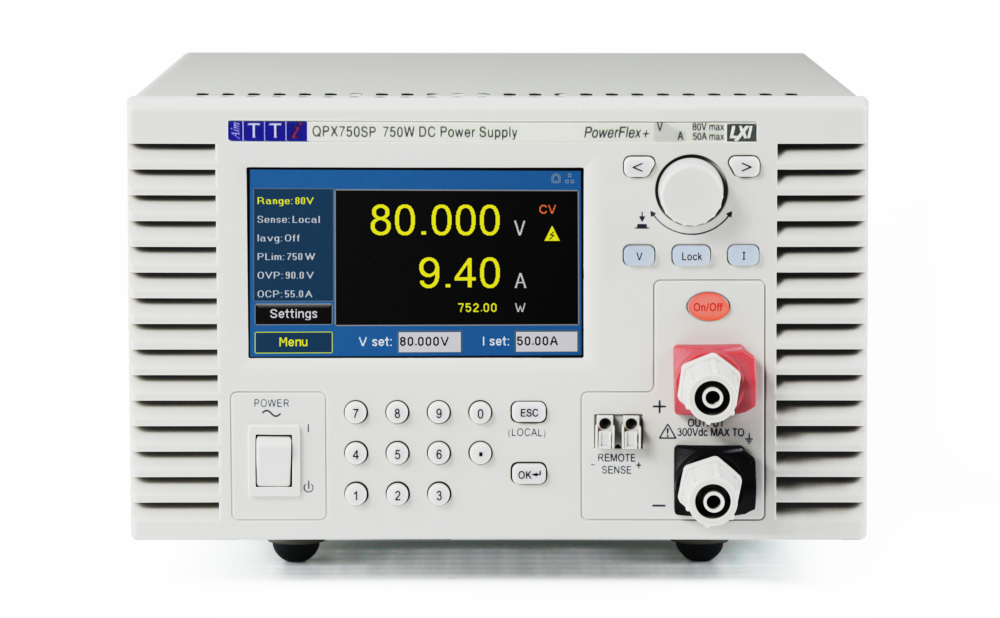 Aim TTi QPX750SP 750W DC Power Supply
PowerFlex+
V 80V max
A 50A max
LXI
< >
Range:80V
Sense:Local
Iavg:Off
PLim:750W
OVP:90.0V
OCP:55.0A
Settings
Menu
80.000 V
CV
9.40 A
752.00 W
V set: 80.000V
I set: 50.00A
V Lock I
On/Off
POWER
I
7 8 9 0 ESC
(LOCAL)
4 5 6 .
OK
1 2 3
REMOTE
- SENSE +
+
OUTPUT
300Vdc MAX TO
-